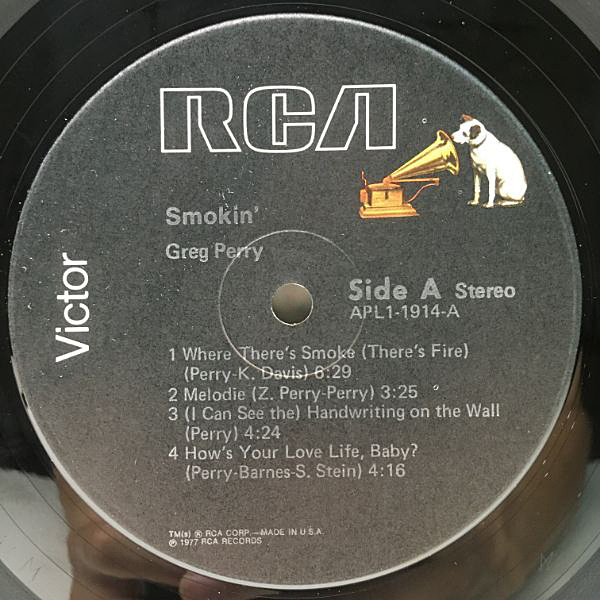 RCA
Smokin'
Greg Perry
Victor
Side A Stereo
APL1-1914-A
1 Where There's Smoke (There's Fire)
(Perry-K. Davis) 6:29
2 Melodie (Z. Perry-Perry) 3:25
3 (I Can See the) Handwriting on the Wall
(Perry) 4:24
4 How's Your Love Life, Baby?
(Perry-Barnes-S. Stein) 4:16
TM(s) ® RCA CORP.—MADE IN U.S.A.
℗ 1977 RCA RECORDS